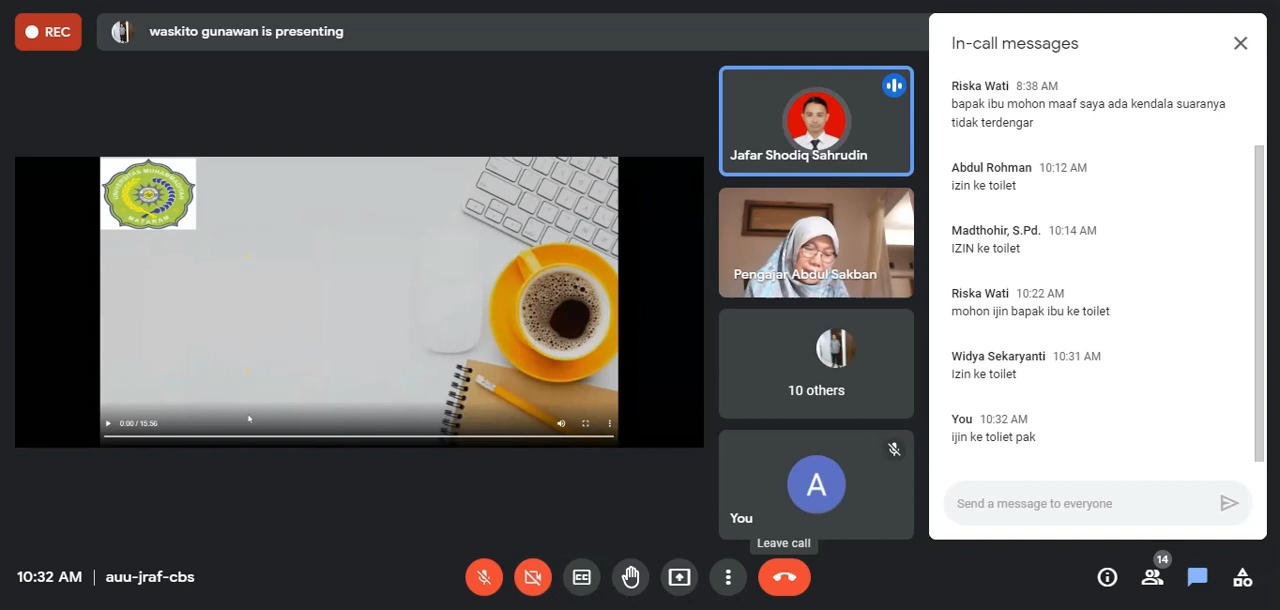 REC
waskito gunawan is presenting
UNIVERSITAS MUHAMMADIYAH
MATARAM
0:00 / 15:56
Jafar Shodiq Sahrudin
Pengajar Abdul Sakban
10 others
A
You
Leave call
In-call messages
Riska Wati 8:38 AM
bapak ibu mohon maaf saya ada kendala suaranya
tidak terdengar
Abdul Rohman 10:12 AM
izin ke toilet
Madthohir, S.Pd. 10:14 AM
IZIN ke toilet
Riska Wati 10:22 AM
mohon ijin bapak ibu ke toilet
Widya Sekaryanti 10:31 AM
Izin ke toilet
You 10:32 AM
ijin ke toliet pak
Send a message to everyone
10:32 AM | auu-jraf-cbs
CC
14